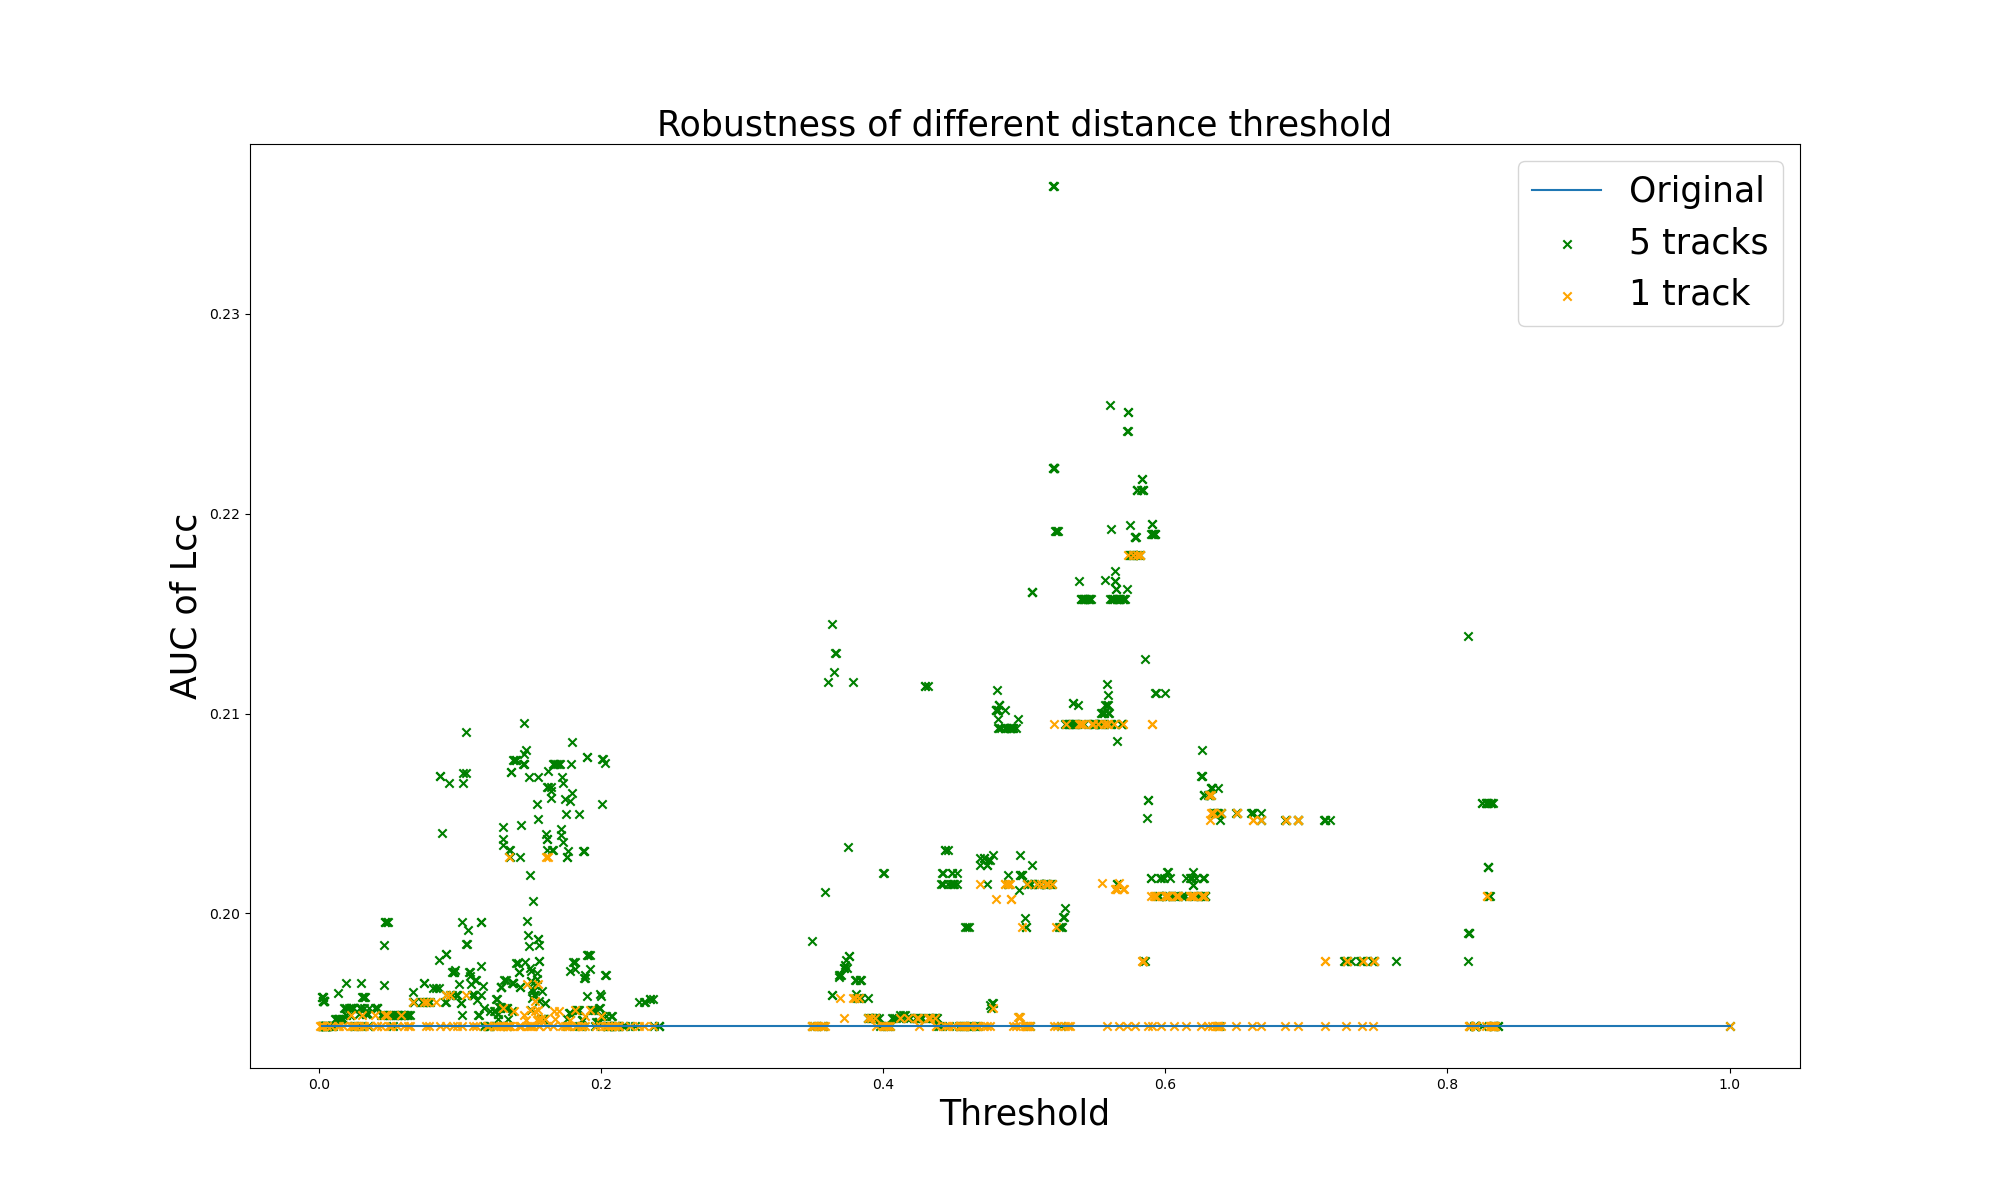 Robustness of different distance threshold
Original
5 tracks
1 track
0.23
0.22
0.21
0.20
AUC of Lcc
0.0 0.2 0.4 0.6 0.8 1.0
Threshold